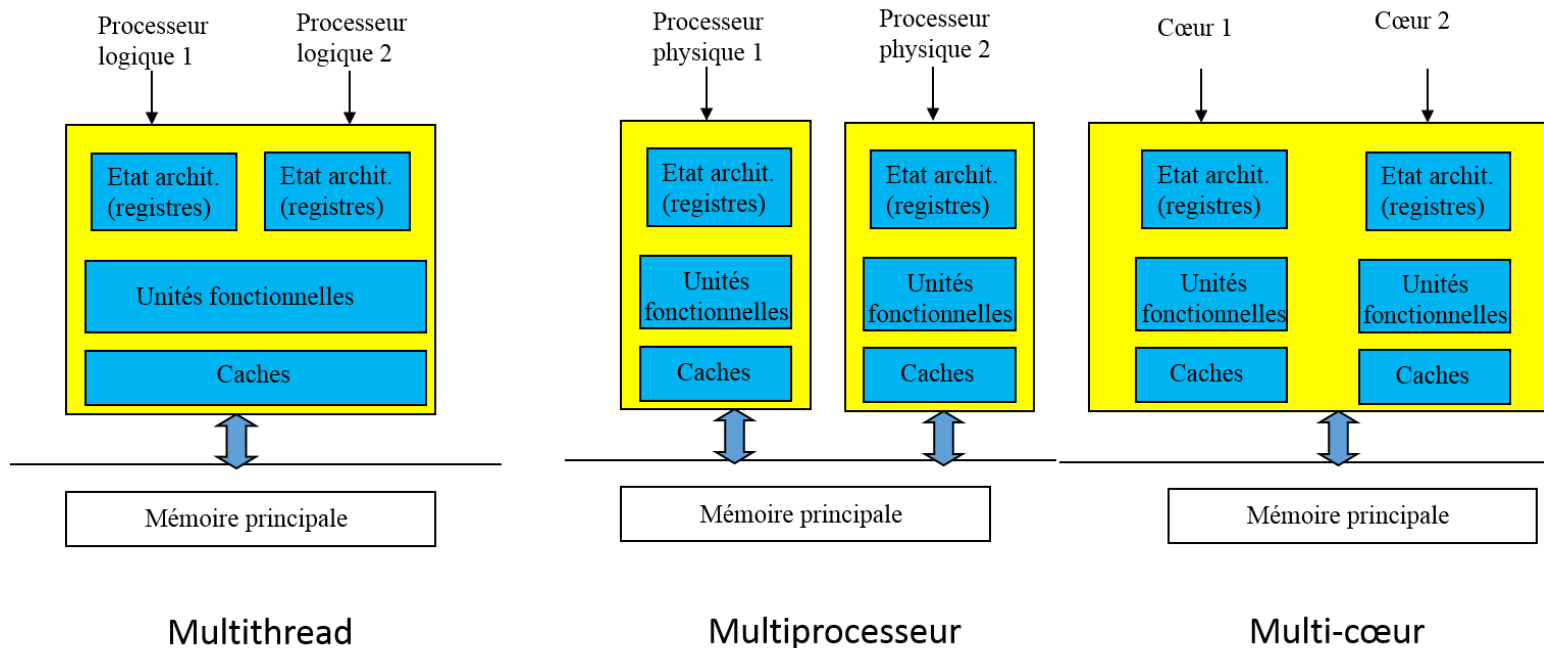 Processeur
logique 1
Processeur
logique 2
Etat archit.
(registres)
Etat archit.
(registres)
Unités fonctionnelles
Caches
Mémoire principale
Multithread
Processeur
physique 1
Processeur
physique 2
Etat archit.
(registres)
Etat archit.
(registres)
Unités
fonctionnelles
Unités
fonctionnelles
Caches
Caches
Mémoire principale
Multiprocesseur
Cœur 1
Cœur 2
Etat archit.
(registres)
Etat archit.
(registres)
Unités
fonctionnelles
Unités
fonctionnelles
Caches
Caches
Mémoire principale
Multi-cœur